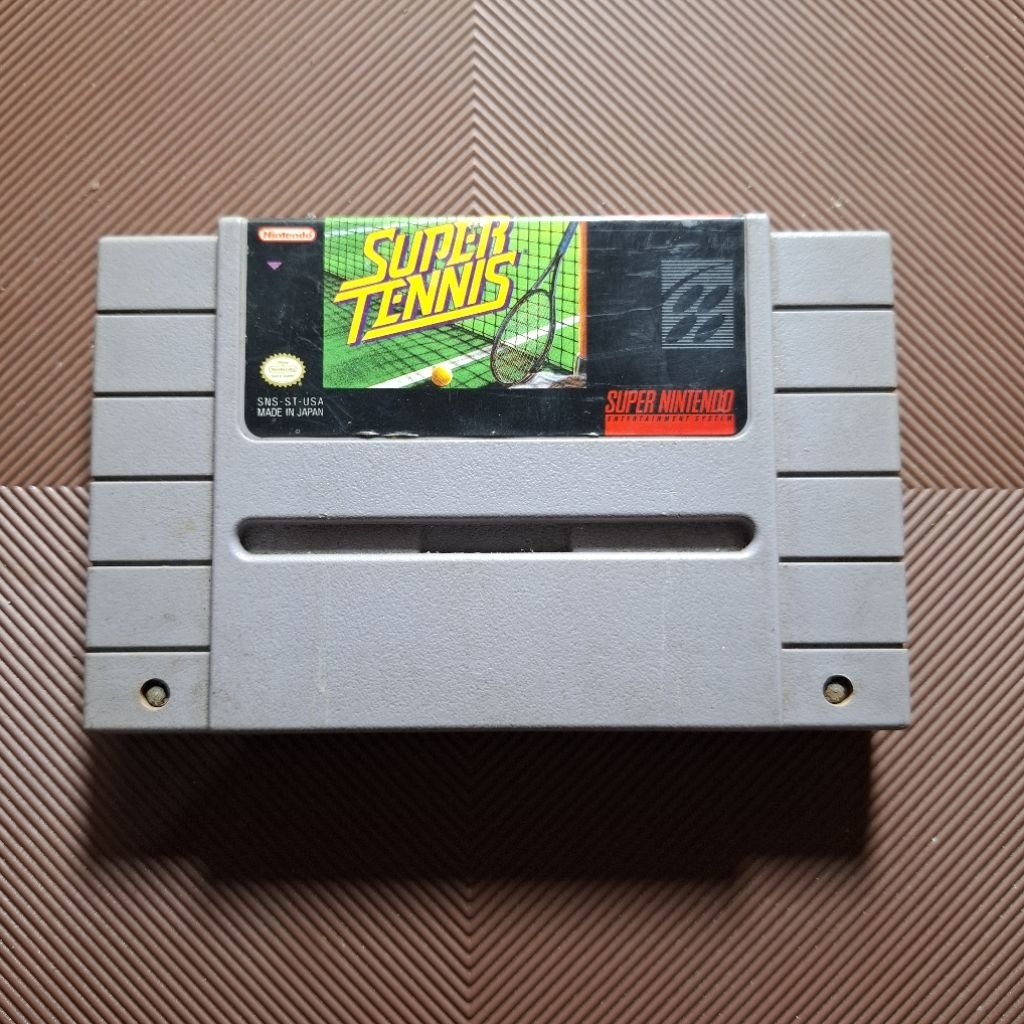 Nintendo
SUPER
TENNIS
SNS-ST-USA
MADE IN JAPAN
SUPER NINTENDO
ENTERTAINMENT SYSTEM